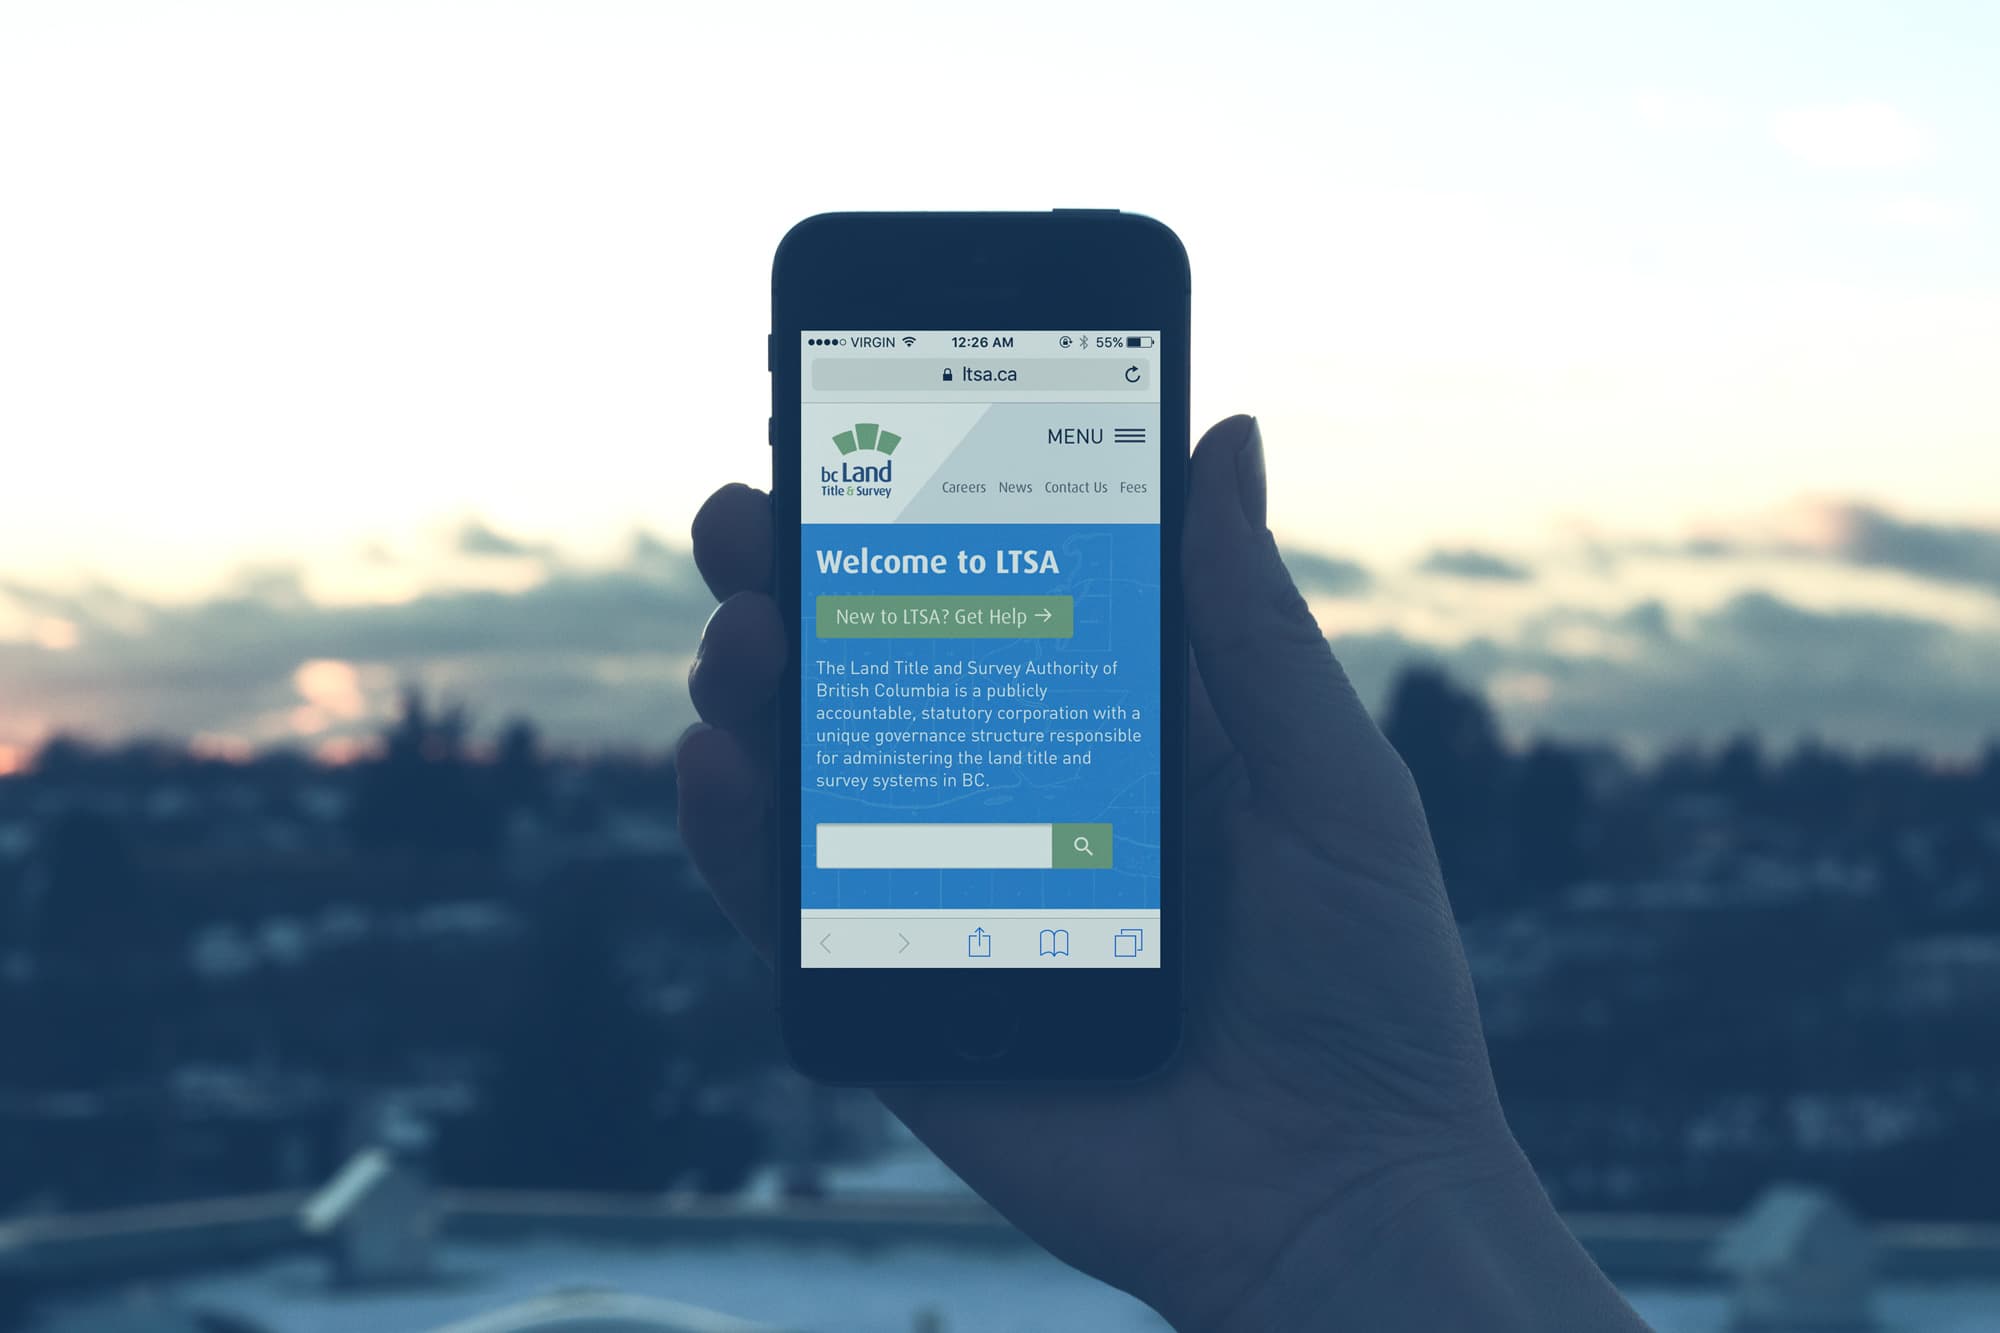 VIRGIN 12:26 AM 55%
ltsa.ca
MENU
bc Land
Title & Survey
Careers News Contact Us Fees
Welcome to LTSA
New to LTSA? Get Help →
The Land Title and Survey Authority of
British Columbia is a publicly
accountable, statutory corporation with a
unique governance structure responsible
for administering the land title and
survey systems in BC.